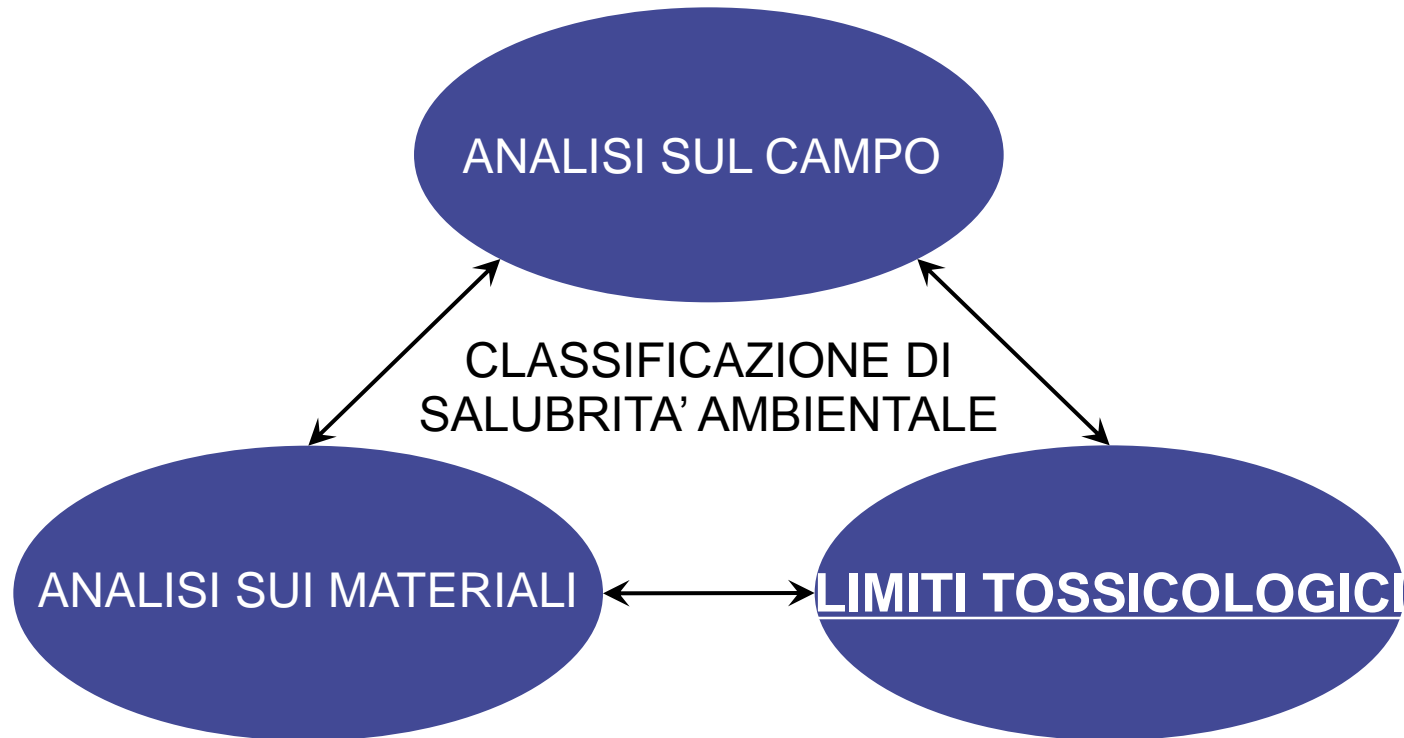 ANALISI SUL CAMPO
CLASSIFICAZIONE DI
SALUBRITA’ AMBIENTALE
ANALISI SUI MATERIALI
LIMITI TOSSICOLOGICI